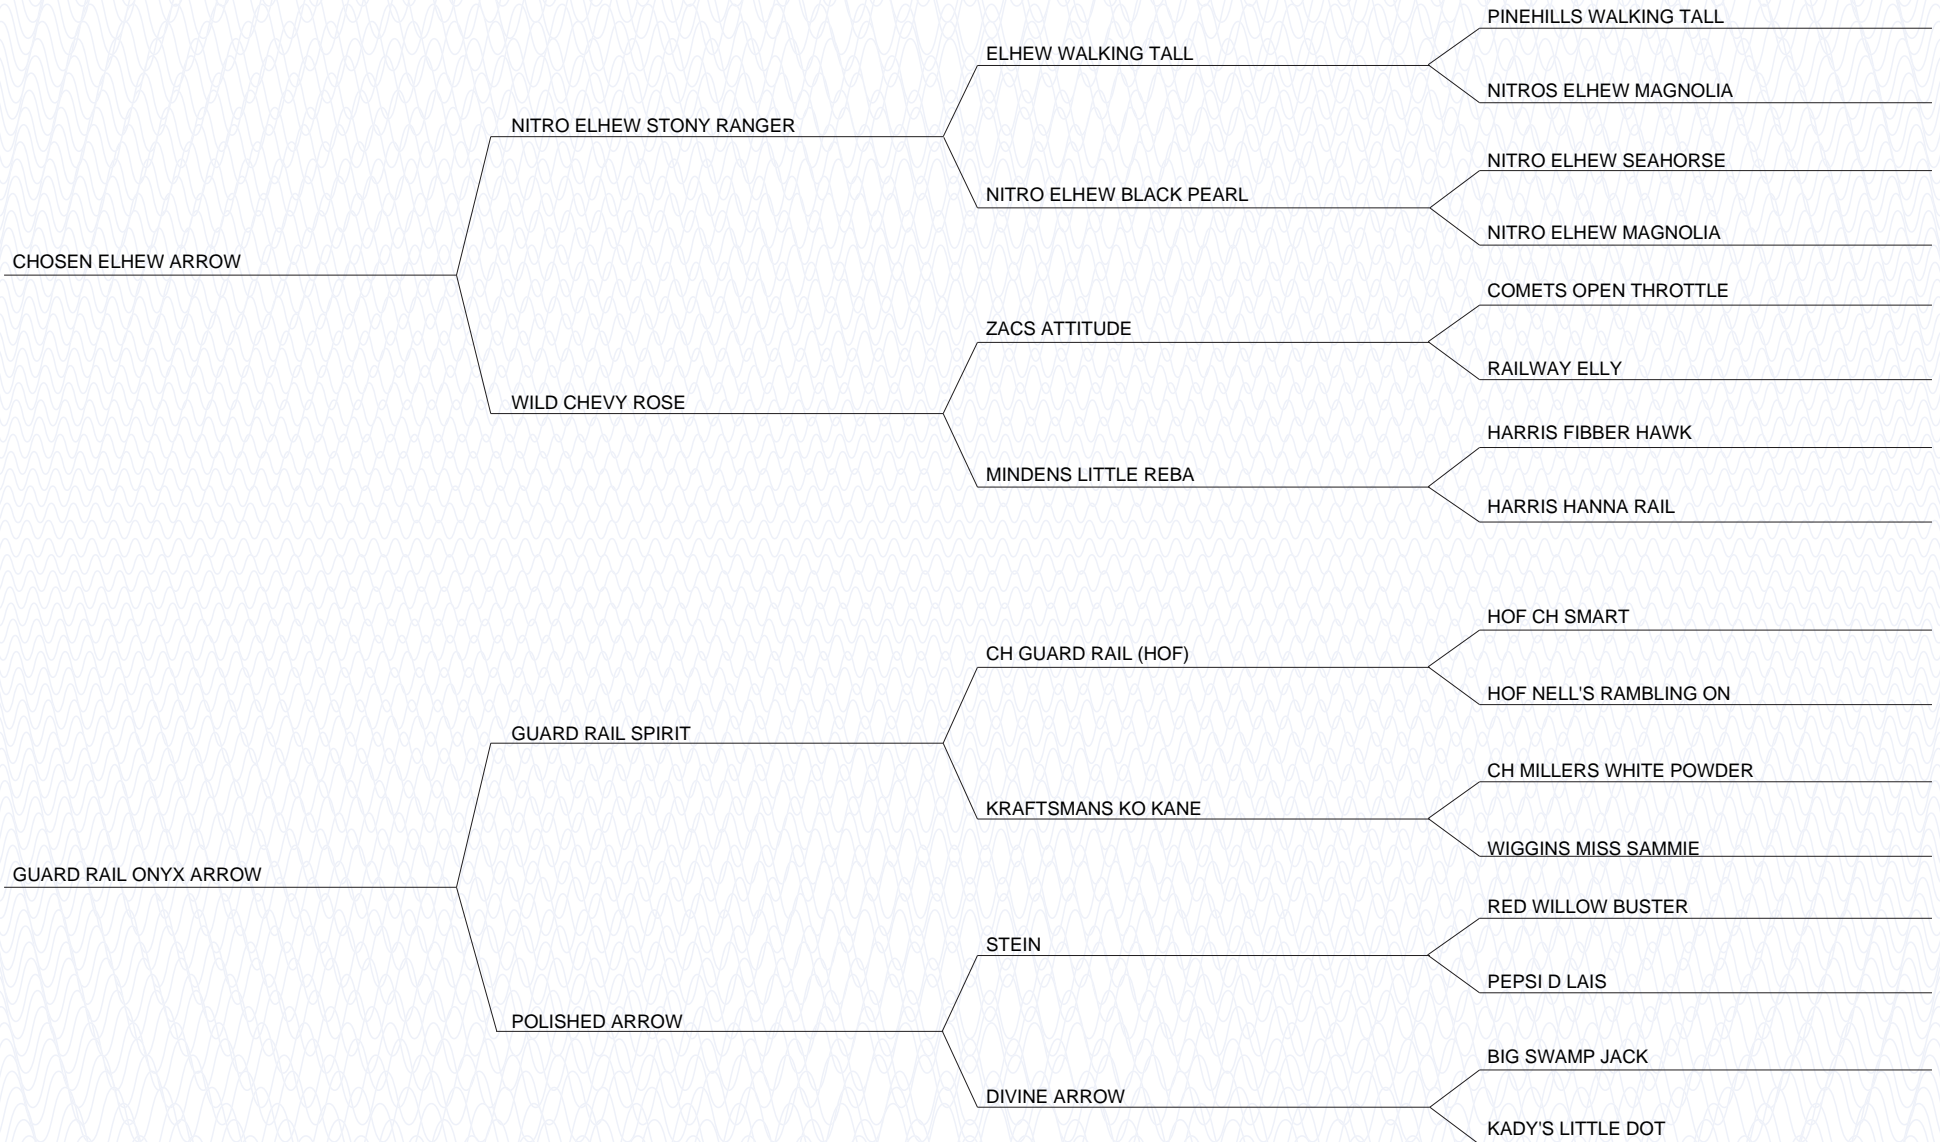 PINEHILLS WALKING TALL
ELHEW WALKING TALL
NITROS ELHEW MAGNOLIA
NITRO ELHEW STONY RANGER
NITRO ELHEW SEAHORSE
NITRO ELHEW BLACK PEARL
NITRO ELHEW MAGNOLIA
CHOSEN ELHEW ARROW
COMETS OPEN THROTTLE
ZACS ATTITUDE
RAILWAY ELLY
WILD CHEVY ROSE
HARRIS FIBBER HAWK
MINDENS LITTLE REBA
HARRIS HANNA RAIL
HOF CH SMART
CH GUARD RAIL (HOF)
HOF NELL'S RAMBLING ON
GUARD RAIL SPIRIT
CH MILLERS WHITE POWDER
KRAFTSMANS KO KANE
WIGGINS MISS SAMMIE
GUARD RAIL ONYX ARROW
RED WILLOW BUSTER
STEIN
PEPSI D LAIS
POLISHED ARROW
BIG SWAMP JACK
DIVINE ARROW
KADY'S LITTLE DOT